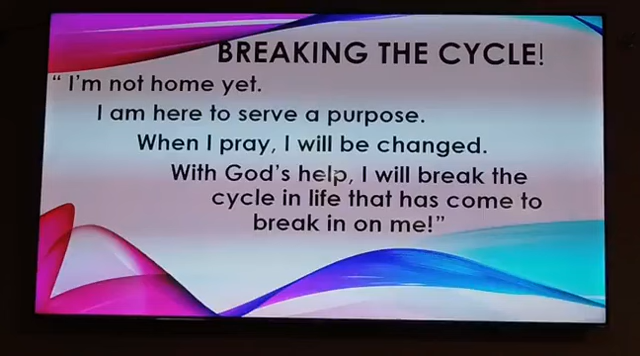 BREAKING THE CYCLE!
“ I'm not home yet.
I am here to serve a purpose.
When I pray, I will be changed.
With God's help, I will break the
cycle in life that has come to
break in on me!”